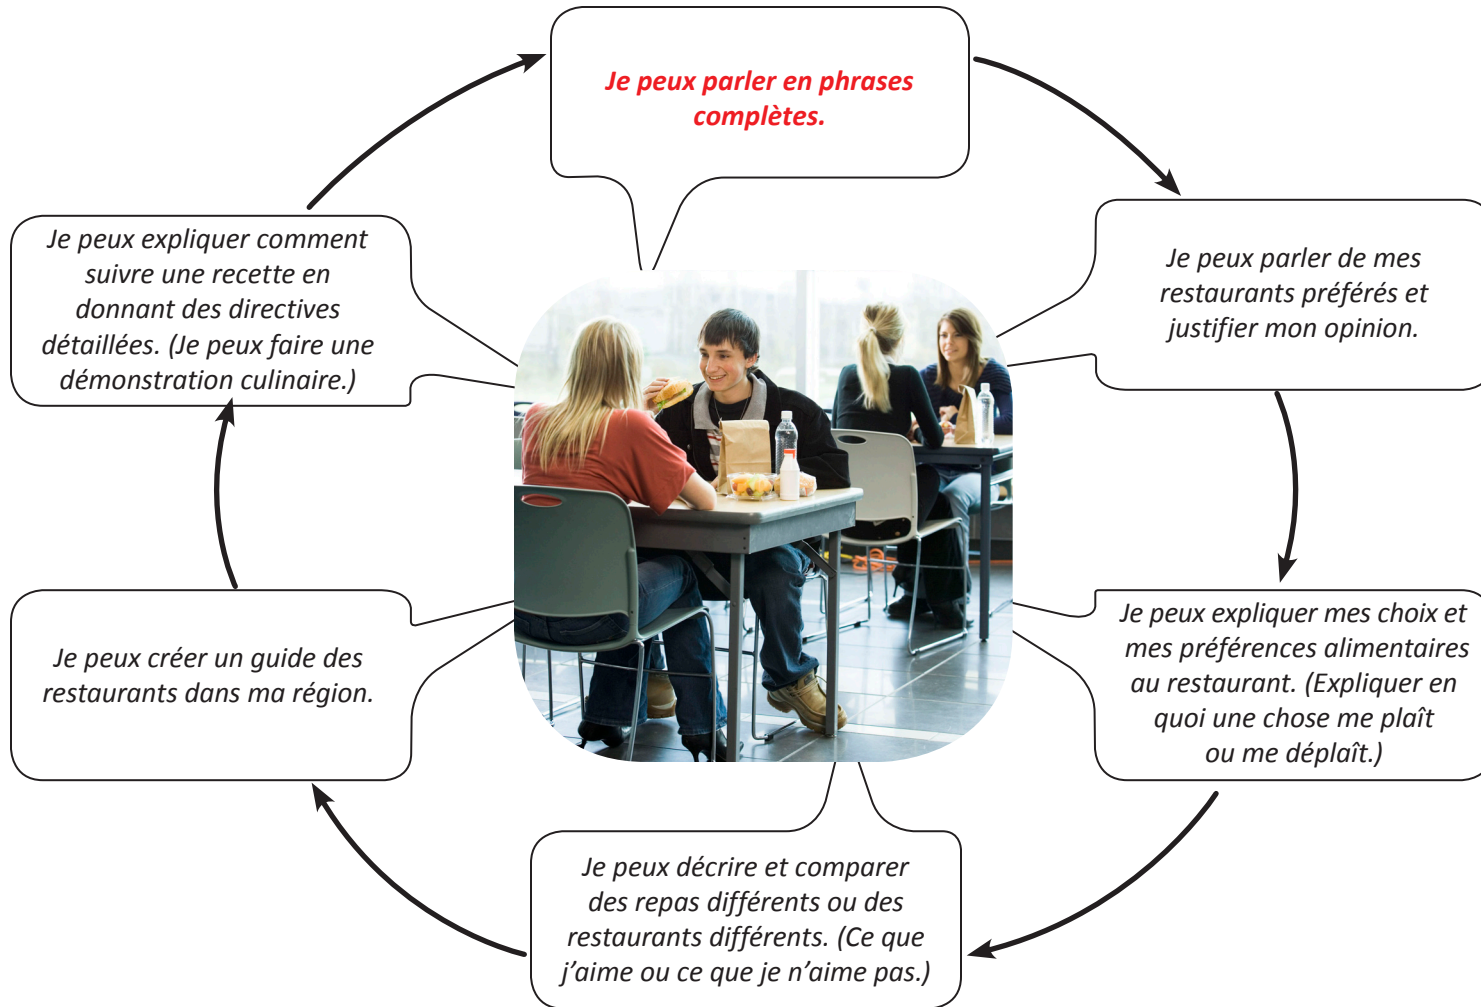 Je peux parler en phrases
complètes.
Je peux parler de mes
restaurants préférés et
justifier mon opinion.
Je peux expliquer mes choix et
mes préférences alimentaires
au restaurant. (Expliquer en
quoi une chose me plaît
ou me déplaît.)
Je peux décrire et comparer
des repas différents ou des
restaurants différents. (Ce que
j’aime ou ce que je n’aime pas.)
Je peux créer un guide des
restaurants dans ma région.
Je peux expliquer comment
suivre une recette en
donnant des directives
détaillées. (Je peux faire une
démonstration culinaire.)